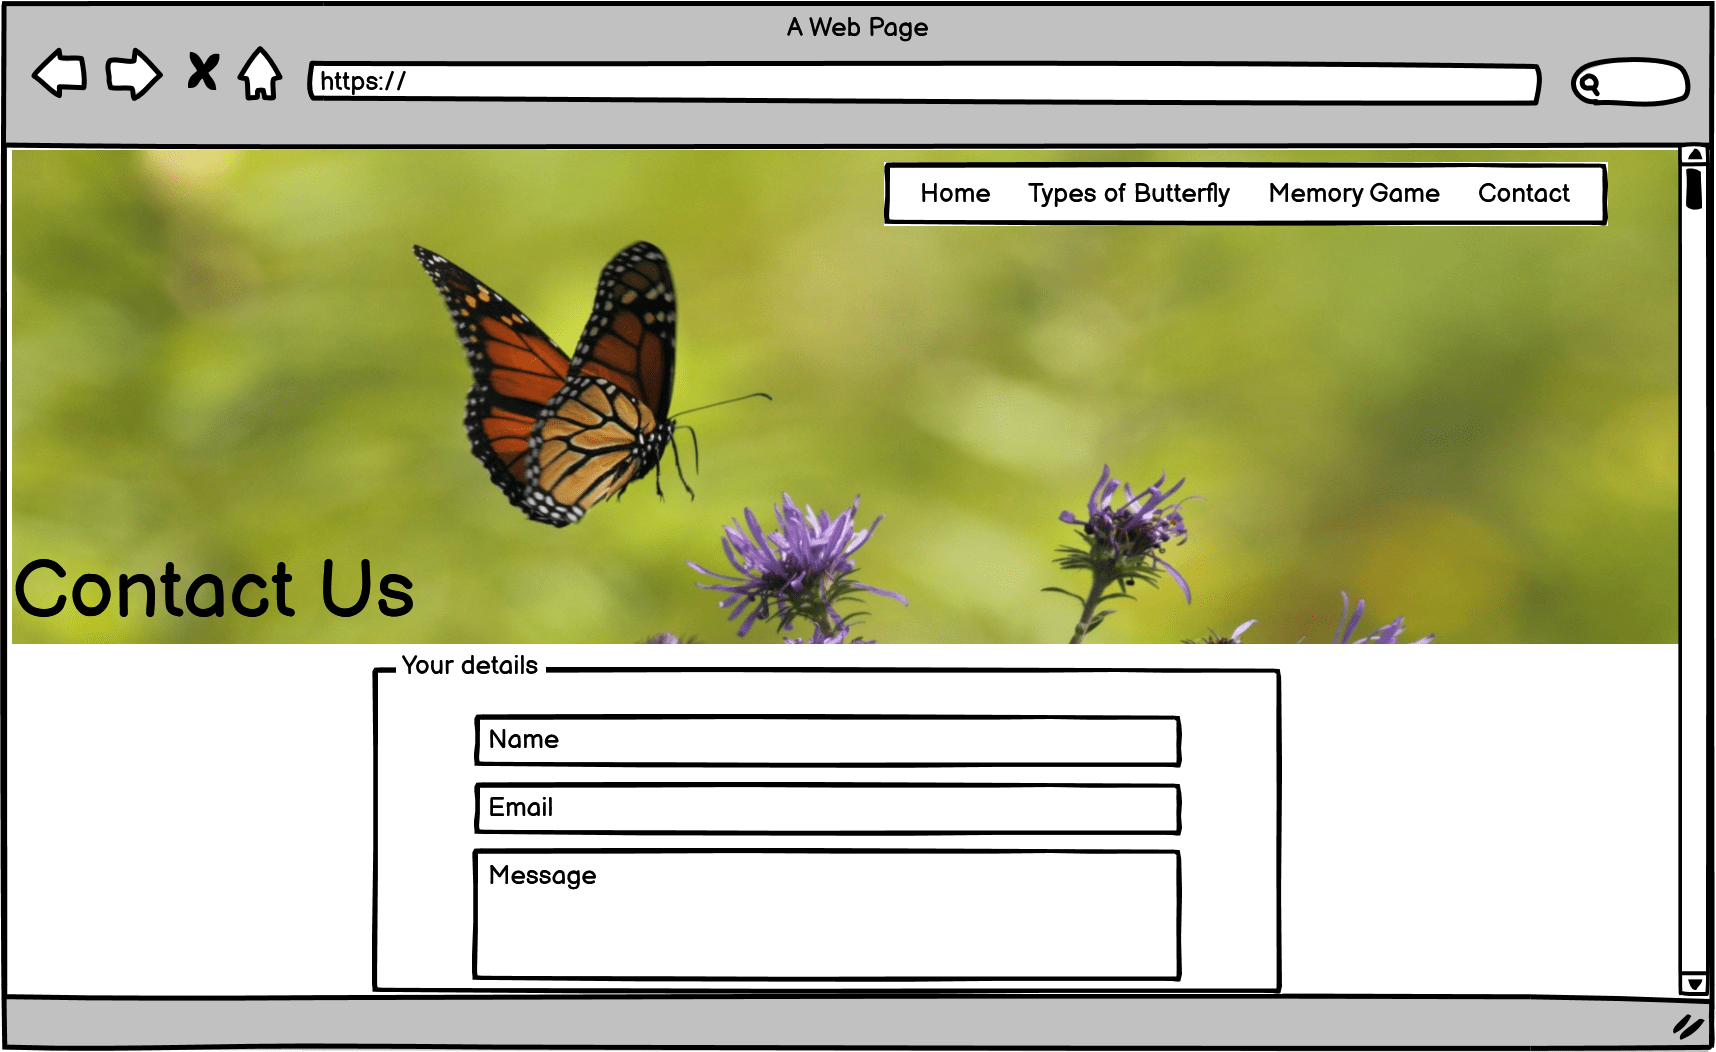 A Web Page
https://
Home Types of Butterfly Memory Game Contact
Contact Us
Your details
Name
Email
Message